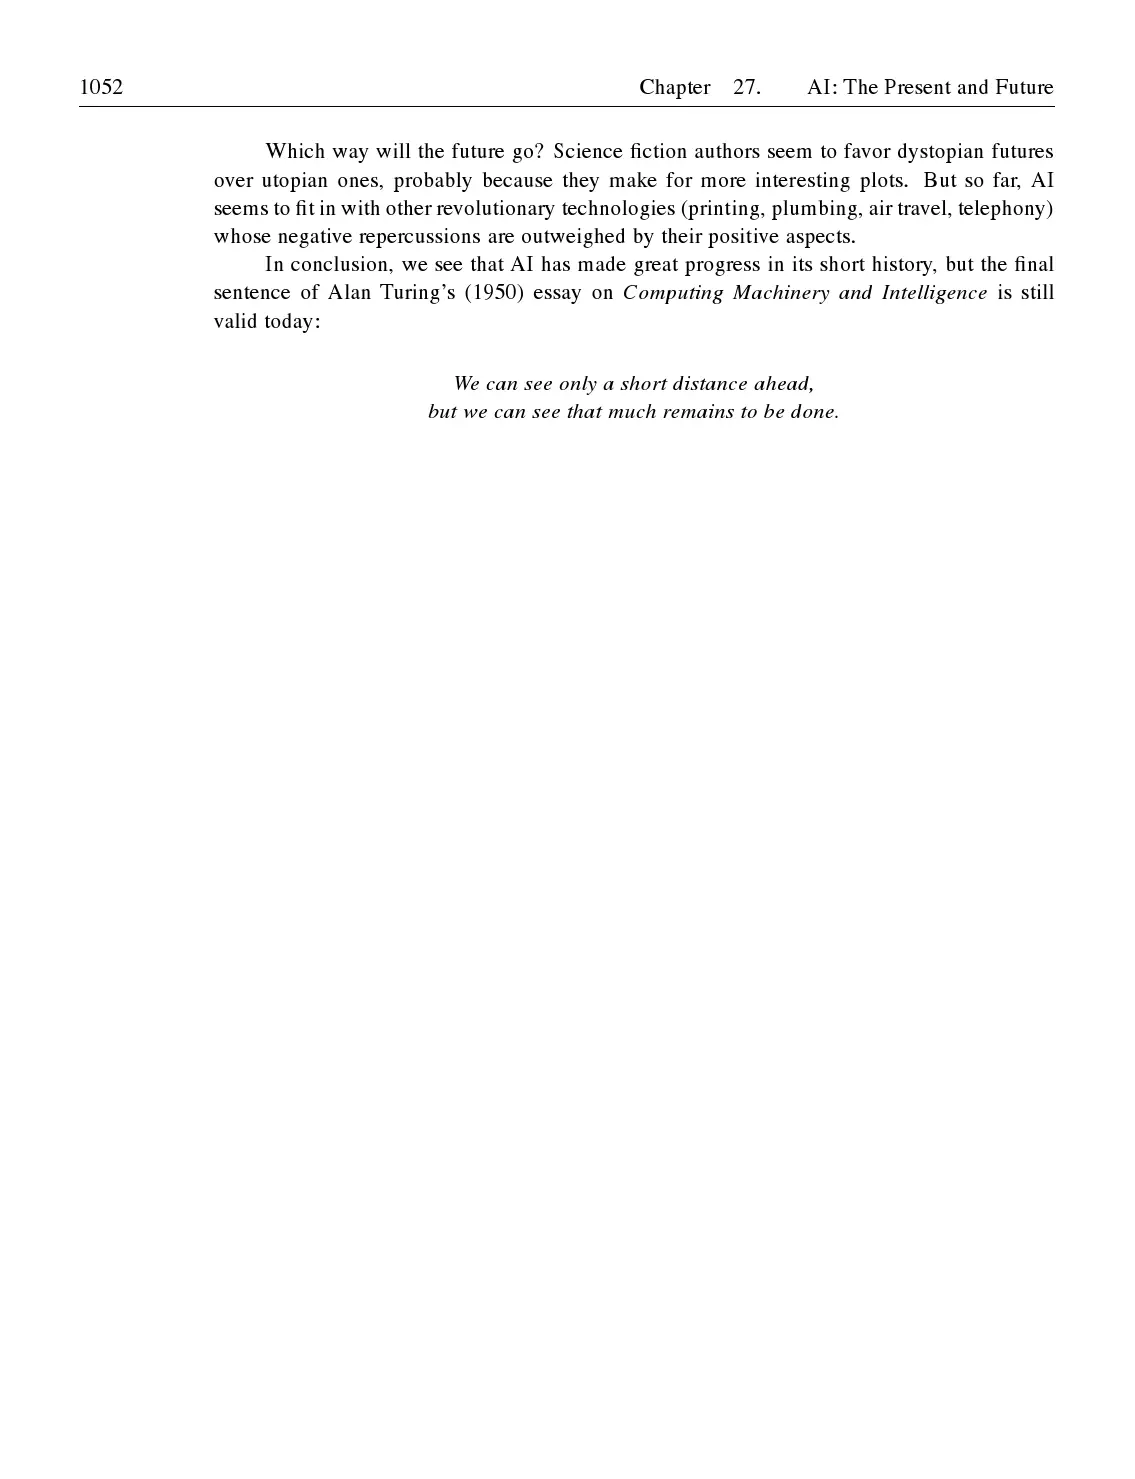 1052 Chapter 27. AI: The Present and Future
Which way will the future go? Science fiction authors seem to favor dystopian futures
over utopian ones, probably because they make for more interesting plots. But so far, AI
seems to fit in with other revolutionary technologies (printing, plumbing, air travel, telephony)
whose negative repercussions are outweighed by their positive aspects.
In conclusion, we see that AI has made great progress in its short history, but the final
sentence of Alan Turing’s (1950) essay on Computing Machinery and Intelligence is still
valid today:
We can see only a short distance ahead,
but we can see that much remains to be done.